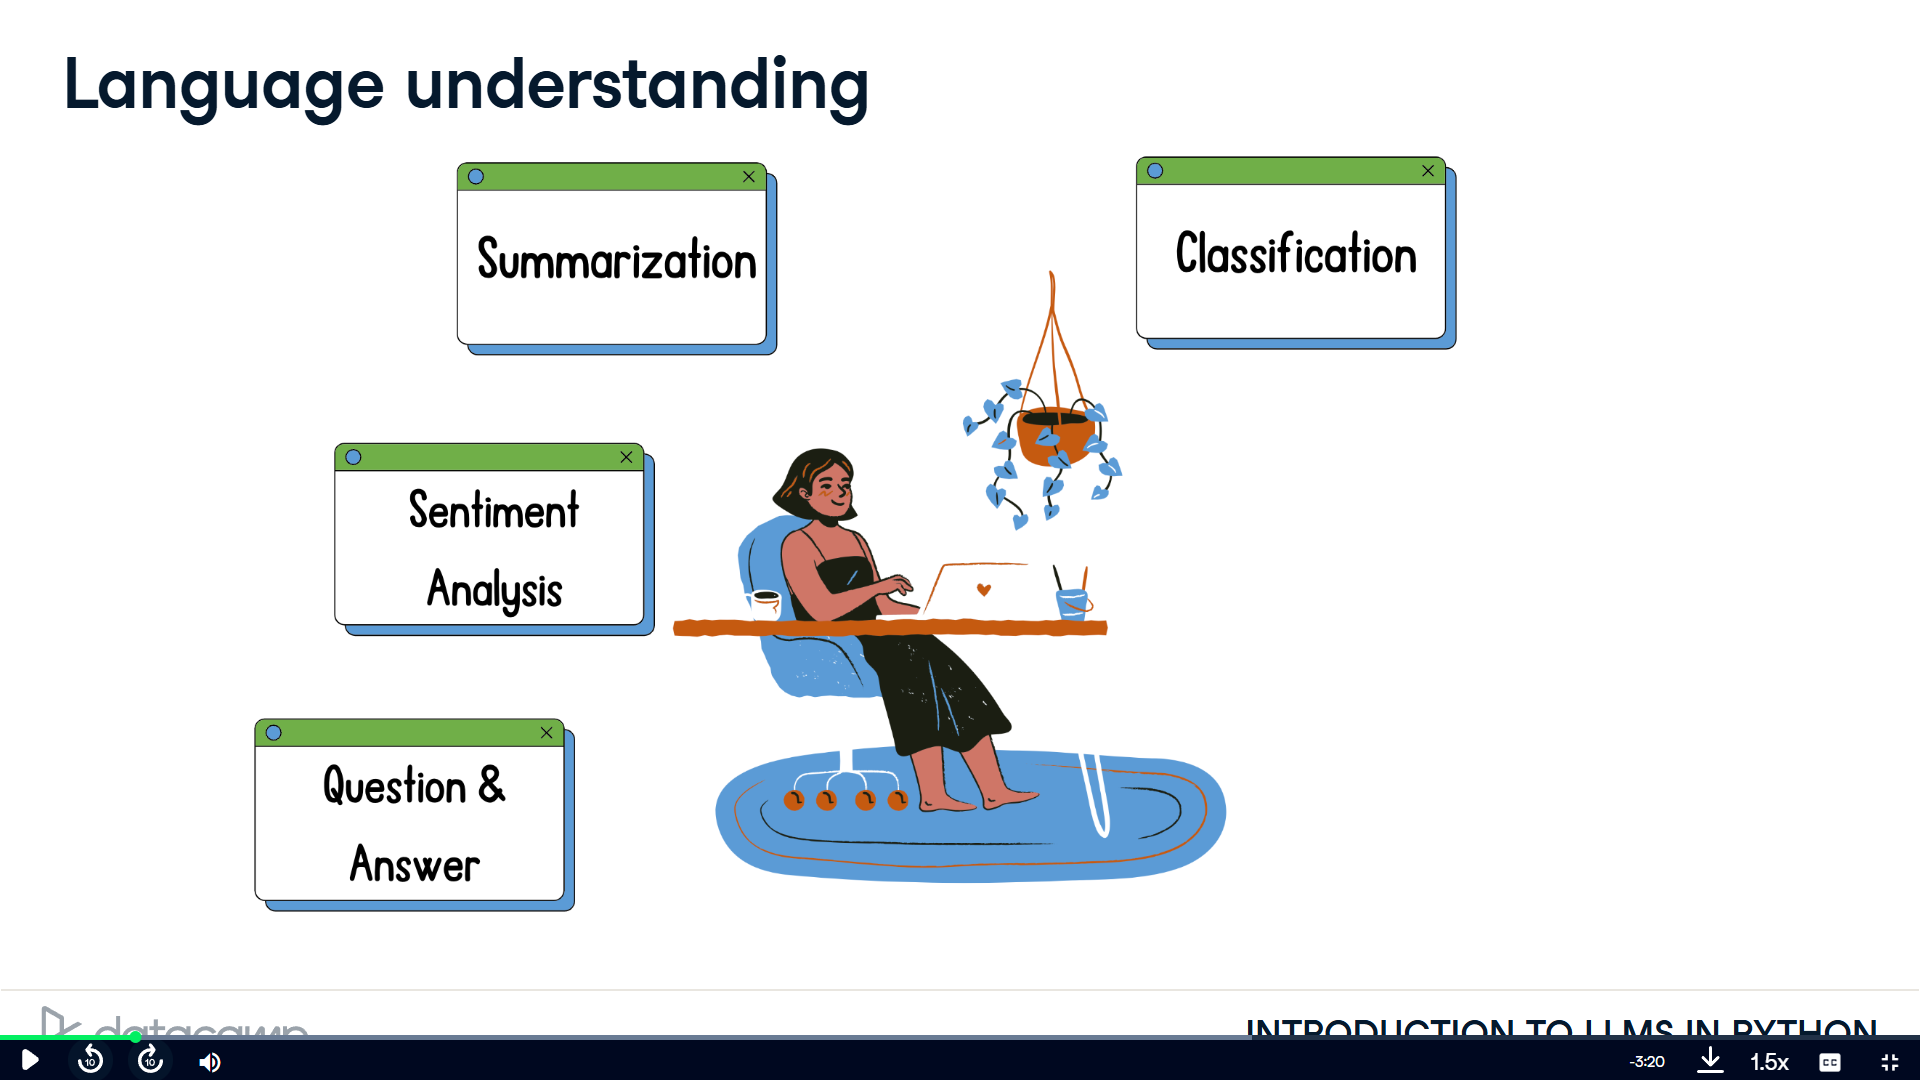 Language understanding
Summarization
Classification
Sentiment
Analysis
Question &
Answer
datacamp
INTRODUCTION TO LLMS IN PYTHON
10
10
-3:20
1.5x
CC